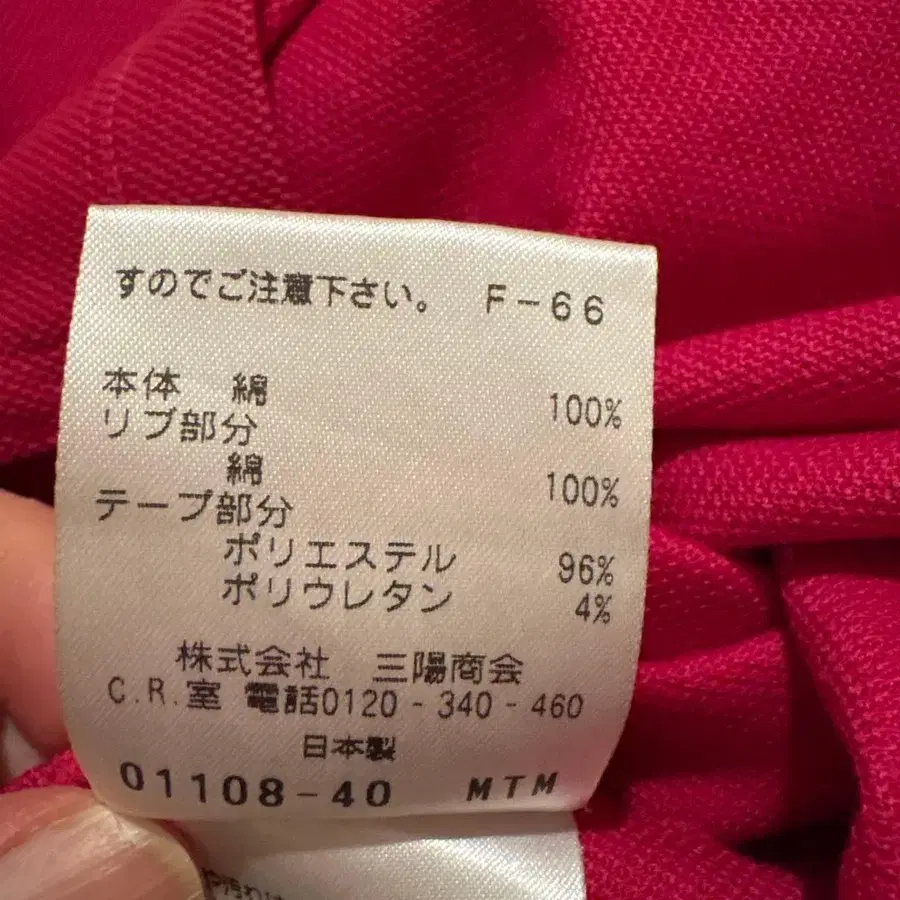 すのでご注意下さい。 F-66
本体 綿 100%
リブ部分
綿 100%
テープ部分
ポリエステル 96%
ポリウレタン 4%
株式会社 三陽商会
C.R.室 電話0120-340-460
日本製
01108-40 MTM